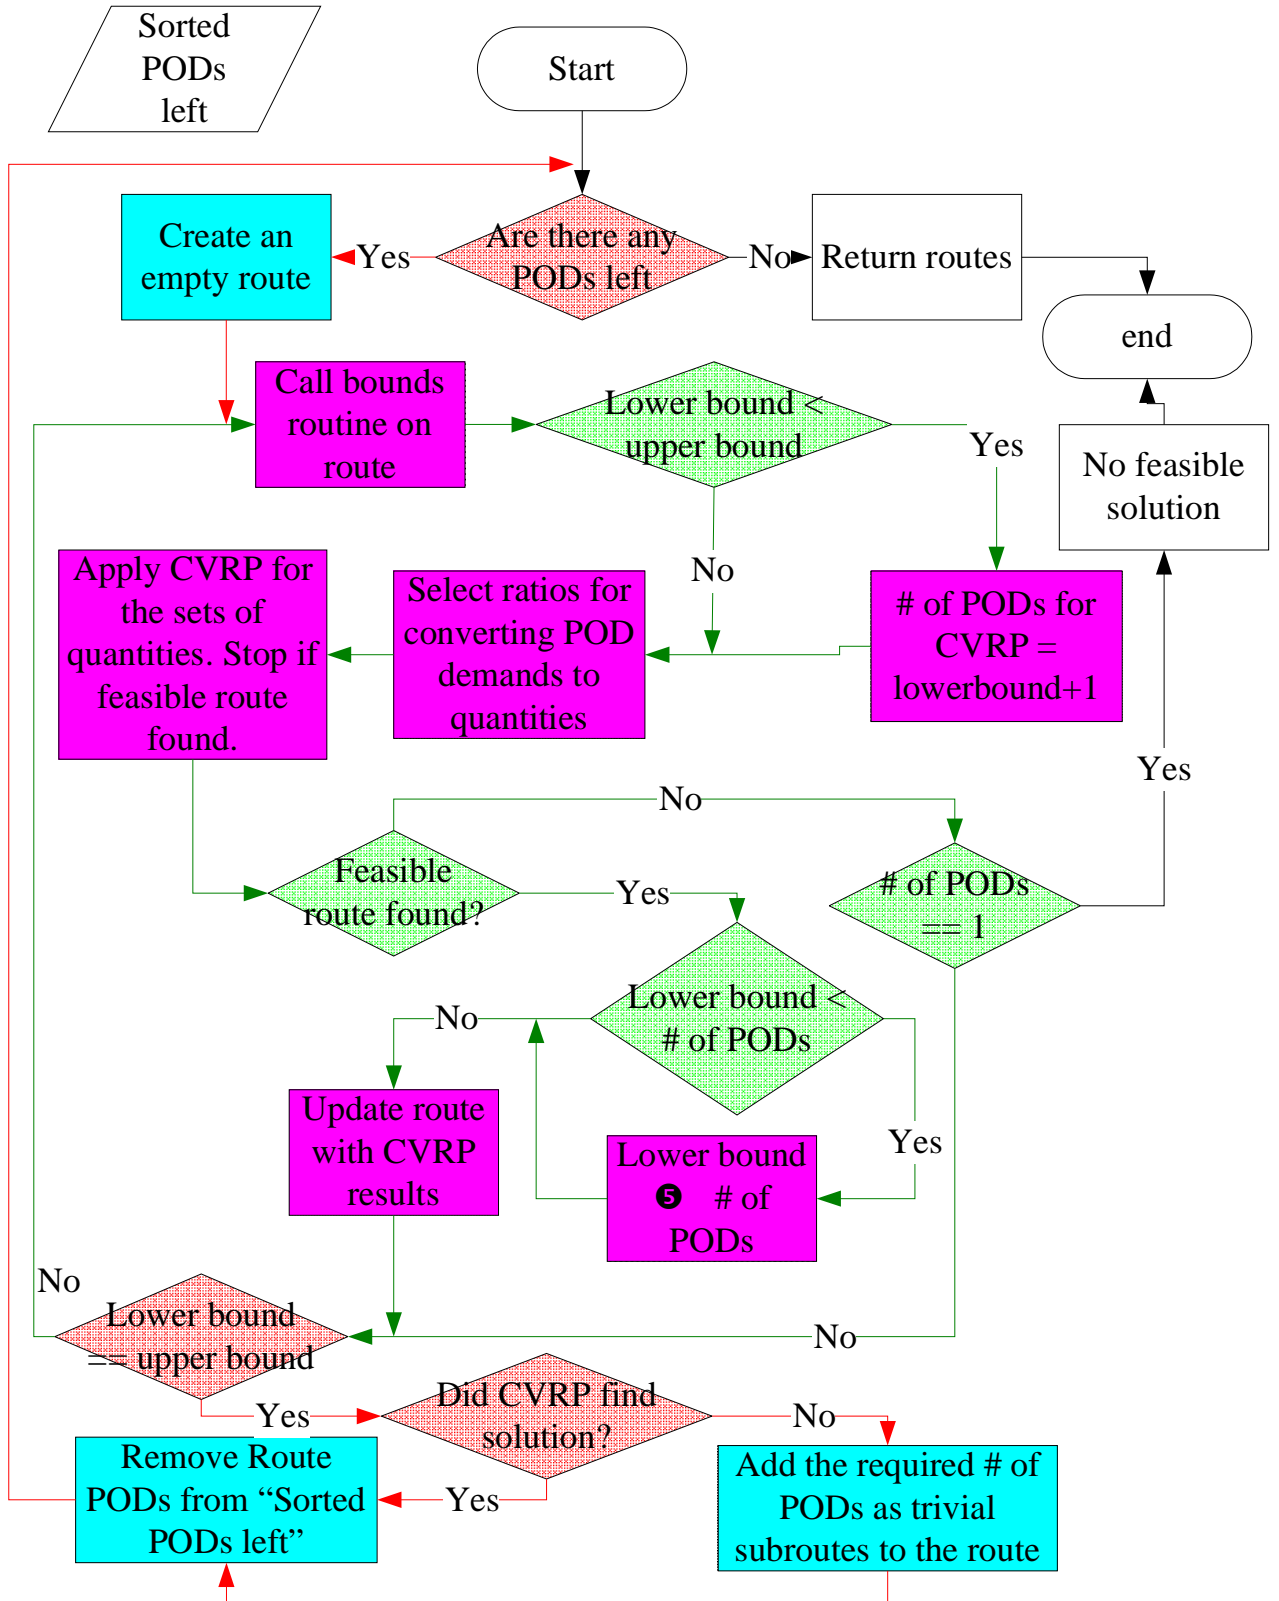 Sorted
PODs
left
Start
Are there any
PODs left
Yes
No
Create an
empty route
Return routes
end
Call bounds
routine on
route
Lower bound <
upper bound
Yes
No
No feasible
solution
Apply CVRP for
the sets of
quantities. Stop if
feasible route
found.
Select ratios for
converting POD
demands to
quantities
# of PODs for
CVRP =
lowerbound+1
Yes
No
Feasible
route found?
Yes
# of PODs
== 1
Lower bound <
# of PODs
No
Yes
Update route
with CVRP
results
Lower bound
❺ # of
PODs
No
Lower bound
== upper bound
No
Yes
Did CVRP find
solution?
No
Yes
Remove Route
PODs from “Sorted
PODs left”
Add the required # of
PODs as trivial
subroutes to the route